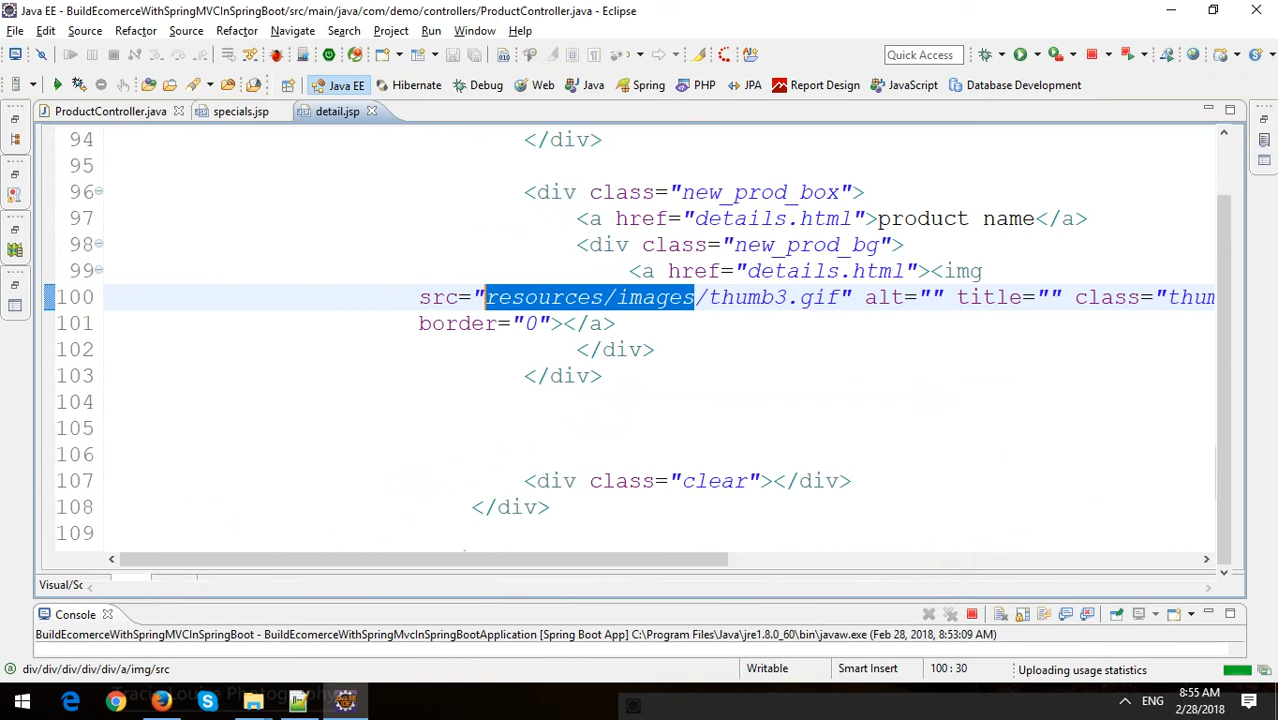 Java EE - BuildEcomerceWithSpringMVCInSpringBoot/src/main/java/com/demo/controllers/ProductController.java - Eclipse
File Edit Source Refactor Source Refactor Navigate Search Project Run Window Help
Quick Access
Java EE Hibernate Debug Web Java Spring PHP JPA Report Design JavaScript Database Development
ProductController.java specials.jsp detail.jsp
94 </div>
95
96 <div class="new_prod_box">
97 <a href="details.html">product name</a>
98 <div class="new_prod_bg">
99 <a href="details.html"><img
100 src="resources/images/thumb3.gif" alt="" title="" class="thum
101 border="0"></a>
102 </div>
103 </div>
104
105
106
107 <div class="clear"></div>
108 </div>
109
Visual/Sc
Console
BuildEcomerceWithSpringMVCInSpringBoot - BuildEcomerceWithSpringMvcInSpringBootApplication [Spring Boot App] C:\Program Files\Java\jre1.8.0_60\bin\javaw.exe (Feb 28, 2018, 8:53:09 AM)
div/div/div/div/div/a/img/src Writable Smart Insert 100 : 30 Uploading usage statistics
Photography
ENG 8:55 AM
2/28/2018